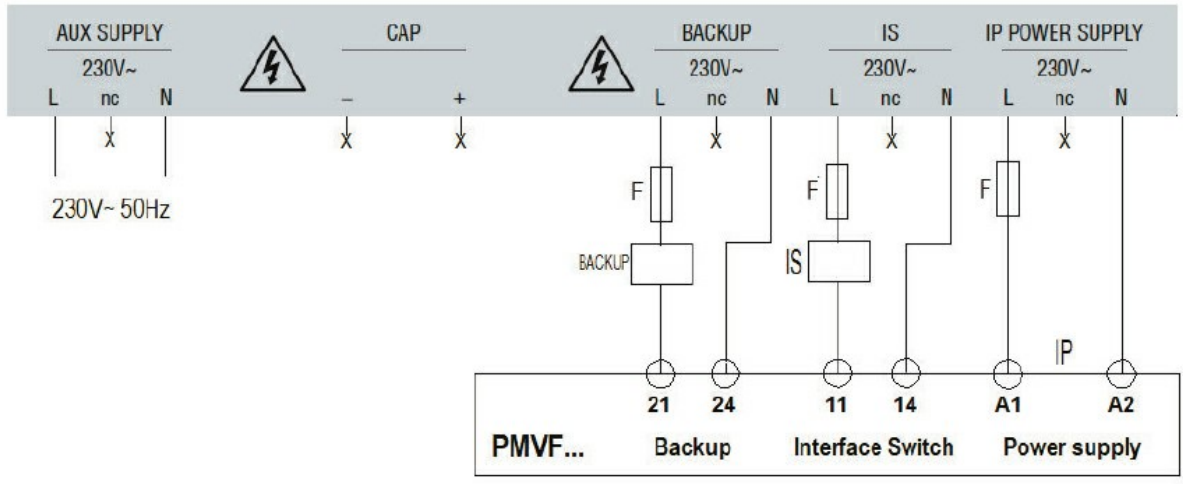 AUX SUPPLY CAP BACKUP IS IP POWER SUPPLY
230V~ 230V~ 230V~ 230V~
L nc N − + L nc N L nc N L nc N
X X X X X X
230V~ 50Hz
F F F
BACKUP IS
IP
21 24 11 14 A1 A2
PMVF... Backup Interface Switch Power supply